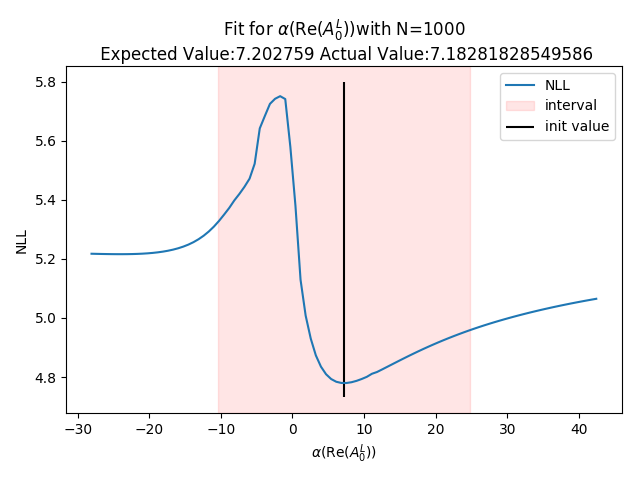 Fit for α(Re(A₀ᴸ))with N=1000
Expected Value:7.202759 Actual Value:7.18281828549586
NLL
interval
init value
5.8
5.6
5.4
5.2
5.0
4.8
NLL
−30 −20 −10 0 10 20 30 40
α(Re(A₀ᴸ))